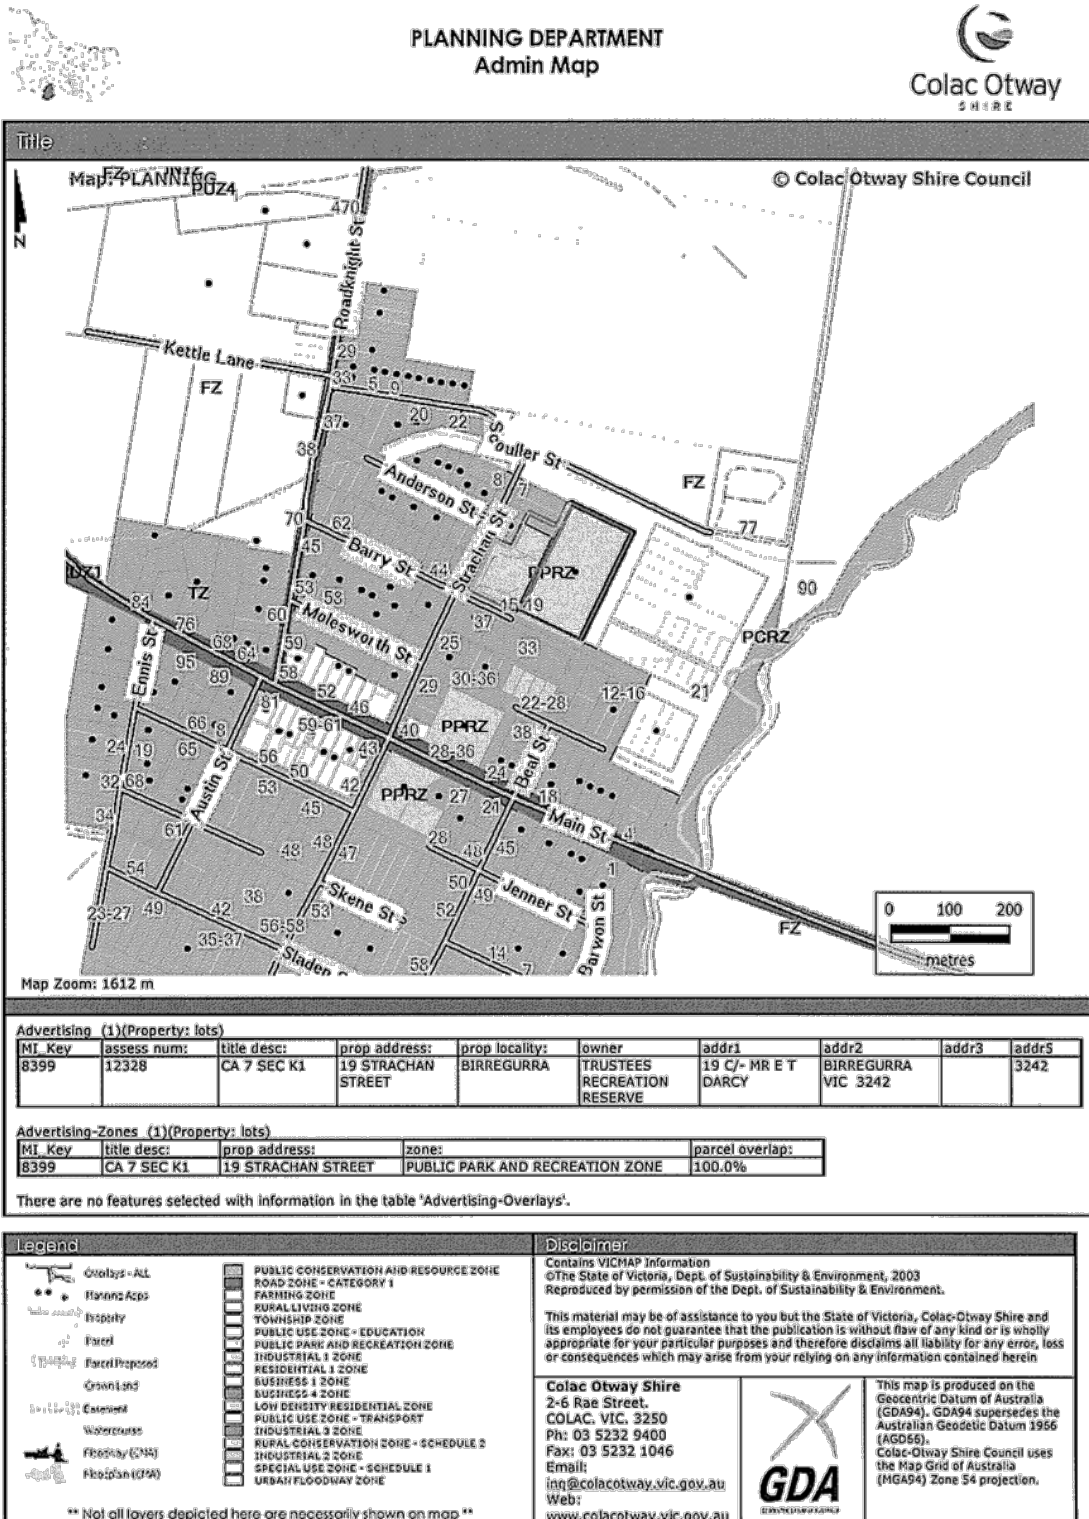 PLANNING DEPARTMENT
Admin Map
Colac Otway
SHIRE
Title
Map: PLANNING
FZ
PUZ4
© Colac Otway Shire Council
N
470
Roadknight St
Kettle Lane
29
33
5
9
FZ
37
20
22
Scouller St
38
Anderson St
8
7
FZ
77
70
62
45
Barry St
44
Strachan St
PPRZ
90
TZ
53
58
15-19
37
84
76
60
Molesworth St
PCRZ
68
64
59
25
33
95
89
58
30-36
Ennis St
52
29
22-28
12-16
21
91
46
59-61
40
PPRZ
38
66
8
43
28-36
24
19
65
56
50
24
Beal St
32
68
53
42
PPRZ
27
21
18
Austin St
45
Main St
34
61
28
4
48
48
47
48
45
1
54
50
Jenner St
38
Skene St
49
23-27
49
42
53
52
Barwon St
56-58
35-37
Sladen
14
58
7
FZ
0 100 200
metres
Map Zoom: 1612 m
Advertising (1)(Property: lots)
MI_Key assess num: title desc: prop address: prop locality: owner addr1 addr2 addr3 addr5
8399 12328 CA 7 SEC K1 19 STRACHAN STREET BIRREGURRA TRUSTEES RECREATION RESERVE 19 C/- MR E T DARCY BIRREGURRA VIC 3242 3242
Advertising-Zones (1)(Property: lots)
MI_Key title desc: prop address: zone: parcel overlap:
8399 CA 7 SEC K1 19 STRACHAN STREET PUBLIC PARK AND RECREATION ZONE 100.0%
There are no features selected with information in the table 'Advertising-Overlays'.
Legend
Overlays - ALL
Planning Apps
Property
Parcel
Parcel Proposed
Crown Land
Easement
Watercourse
Floodway (CMA)
Floodplan (CMA)
PUBLIC CONSERVATION AND RESOURCE ZONE
ROAD ZONE - CATEGORY 1
FARMING ZONE
RURAL LIVING ZONE
TOWNSHIP ZONE
PUBLIC USE ZONE - EDUCATION
PUBLIC PARK AND RECREATION ZONE
INDUSTRIAL 1 ZONE
RESIDENTIAL 1 ZONE
BUSINESS 1 ZONE
BUSINESS 4 ZONE
LOW DENSITY RESIDENTIAL ZONE
PUBLIC USE ZONE - TRANSPORT
INDUSTRIAL 3 ZONE
RURAL CONSERVATION ZONE - SCHEDULE 2
INDUSTRIAL 2 ZONE
SPECIAL USE ZONE - SCHEDULE 1
URBAN FLOODWAY ZONE
** Not all layers depicted here are necessarily shown on map **
Disclaimer
Contains VICMAP Information
©The State of Victoria, Dept. of Sustainability & Environment, 2003
Reproduced by permission of the Dept. of Sustainability & Environment.
This material may be of assistance to you but the State of Victoria, Colac-Otway Shire and
its employees do not guarantee that the publication is without flaw of any kind or is wholly
appropriate for your particular purposes and therefore disclaims all liability for any error, loss
or consequences which may arise from your relying on any information contained herein
Colac Otway Shire
2-6 Rae Street.
COLAC. VIC. 3250
Ph: 03 5232 9400
Fax: 03 5232 1046
Email:
inq@colacotway.vic.gov.au
Web:
www.colacotway.vic.gov.au
GDA
This map is produced on the
Geocentric Datum of Australia
(GDA94). GDA94 supersedes the
Australian Geodetic Datum 1966
(AGD66).
Colac-Otway Shire Council uses
the Map Grid of Australia
(MGA94) Zone 54 projection.